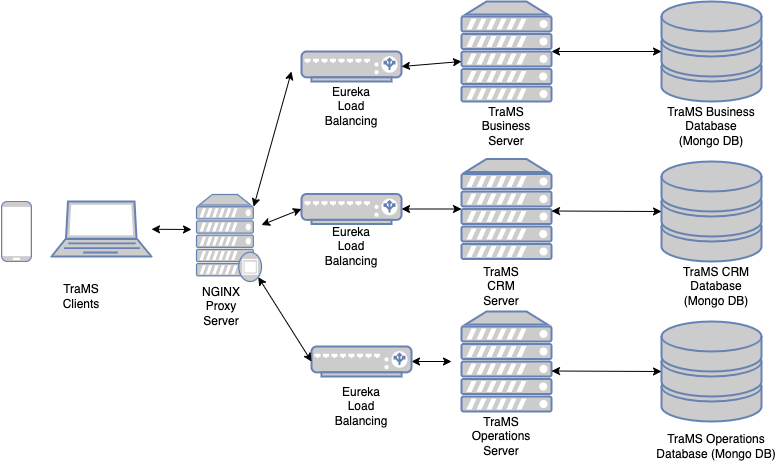 Eureka
Load
Balancing
TraMS
Business
Server
TraMS Business
Database
(Mongo DB)
TraMS
Clients
NGINX
Proxy
Server
Eureka
Load
Balancing
TraMS
CRM
Server
TraMS CRM
Database
(Mongo DB)
Eureka
Load
Balancing
TraMS
Operations
Server
TraMS Operations
Database (Mongo DB)